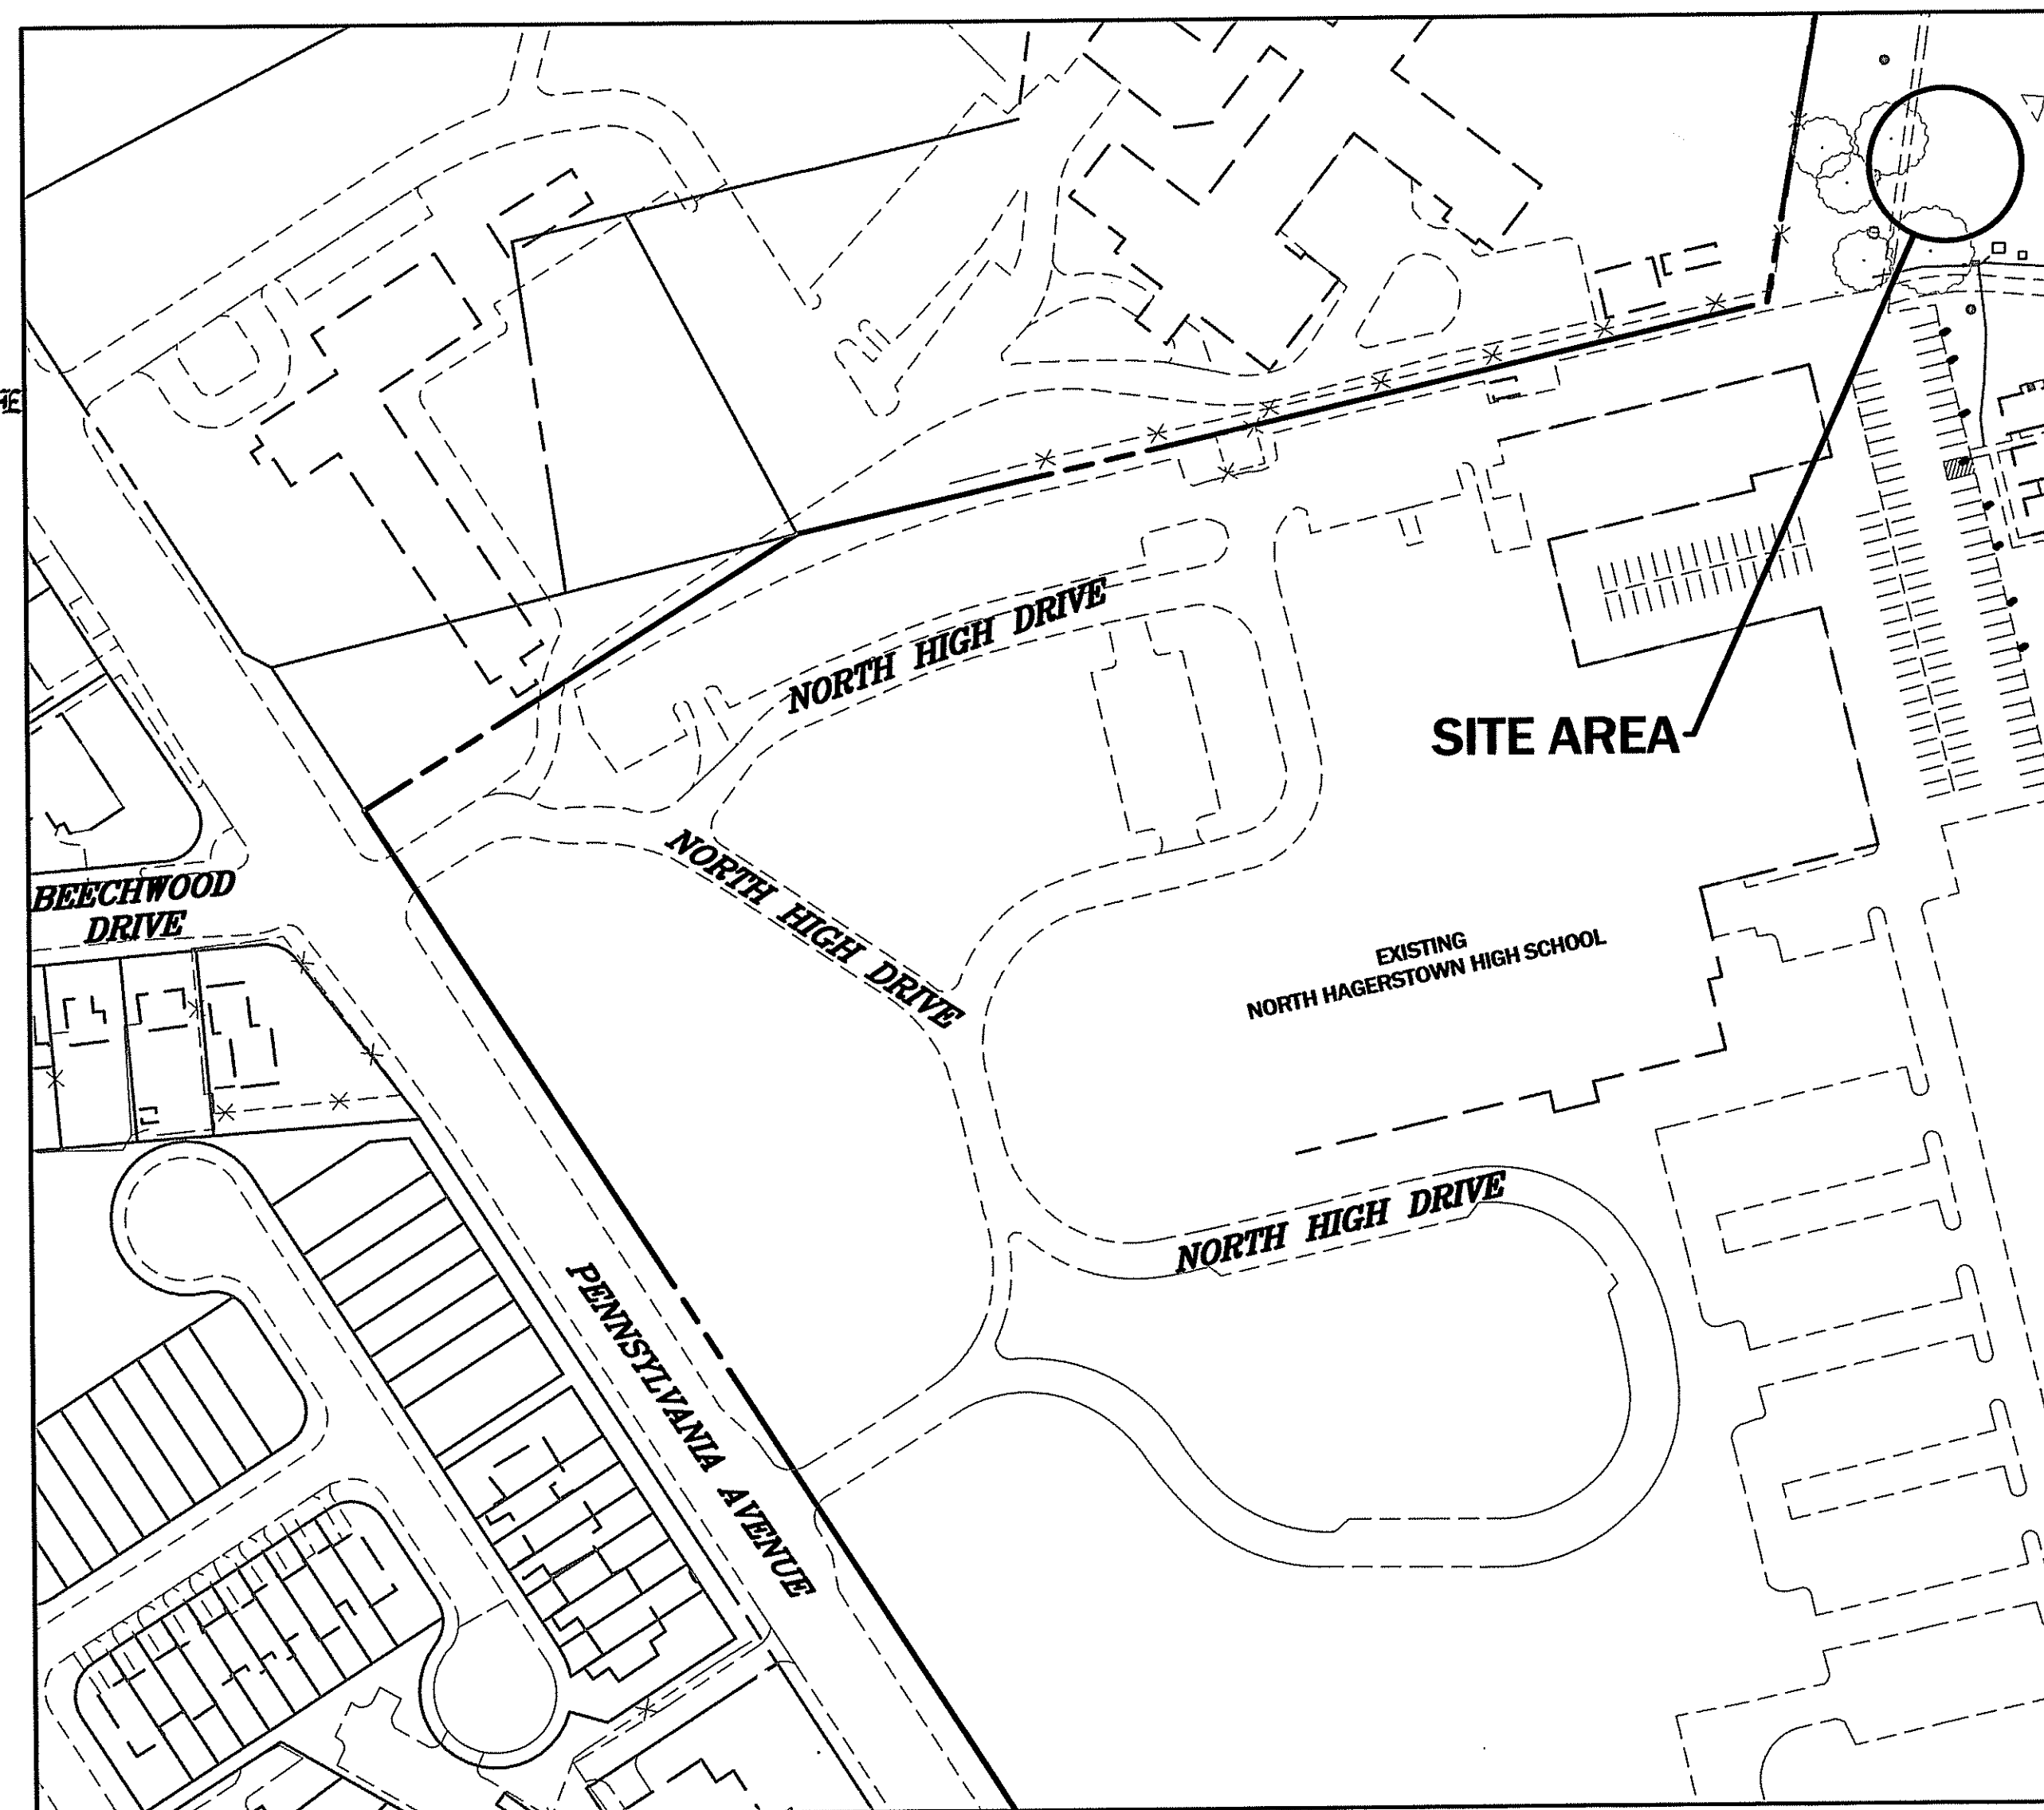 NORTH HIGH DRIVE
SITE AREA
BEECHWOOD
DRIVE
NORTH HIGH DRIVE
EXISTING
NORTH HAGERSTOWN HIGH SCHOOL
NORTH HIGH DRIVE
PENNSYLVANIA AVENUE